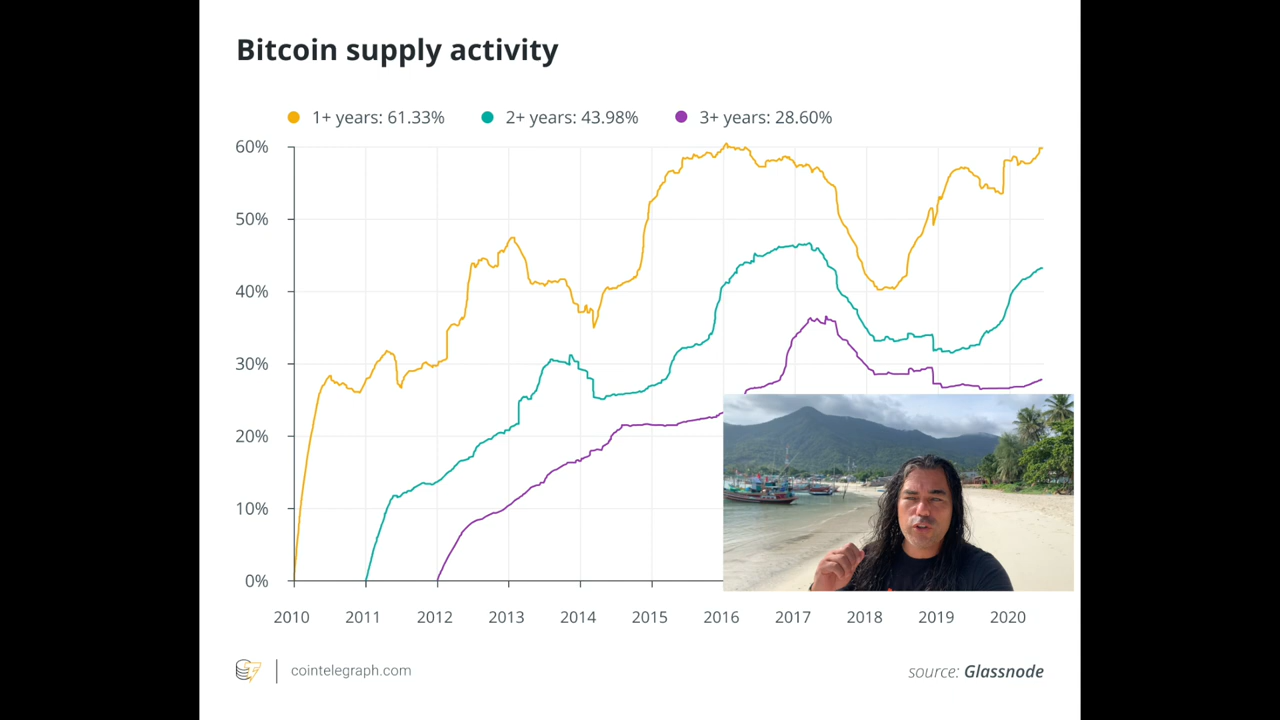 Bitcoin supply activity
1+ years: 61.33% 2+ years: 43.98% 3+ years: 28.60%
60%
50%
40%
30%
20%
10%
0%
2010 2011 2012 2013 2014 2015 2016 2017 2018 2019 2020
cointelegraph.com source: Glassnode